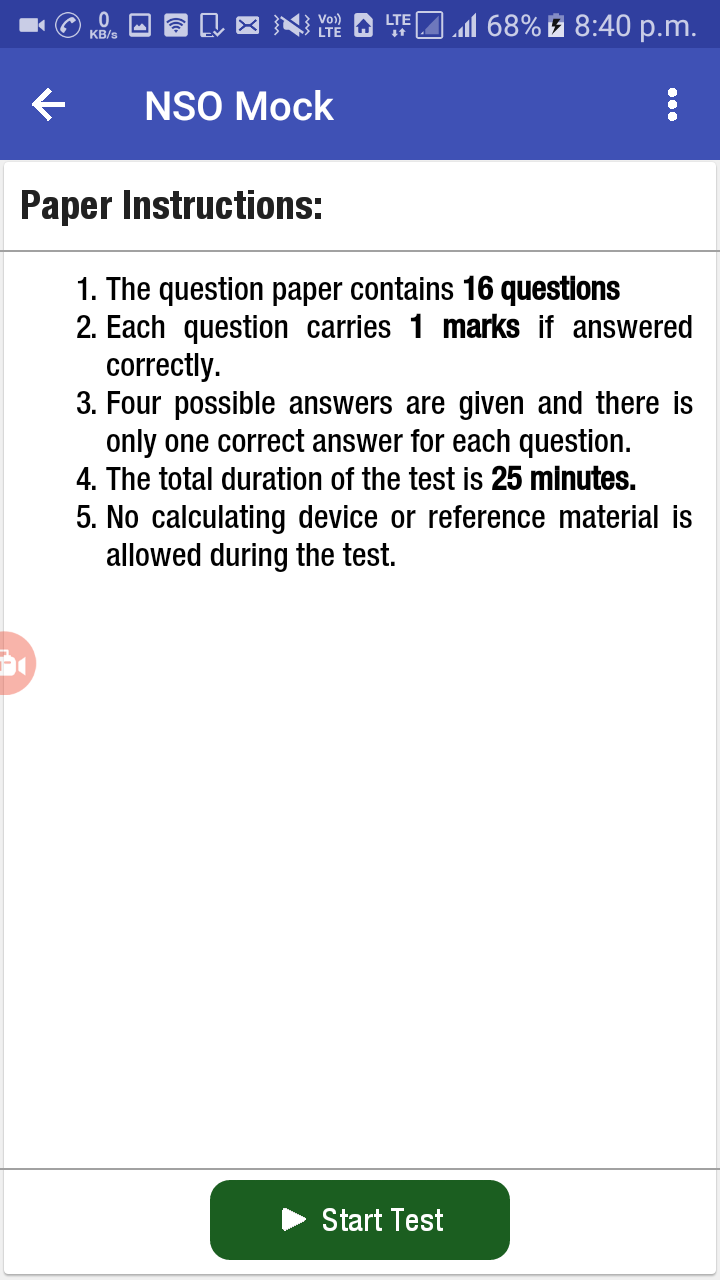 0 KB/s Vo)) LTE LTE 68% 8:40 p.m.
NSO Mock
Paper Instructions:
1. The question paper contains 16 questions
2. Each question carries 1 marks if answered
correctly.
3. Four possible answers are given and there is
only one correct answer for each question.
4. The total duration of the test is 25 minutes.
5. No calculating device or reference material is
allowed during the test.
Start Test